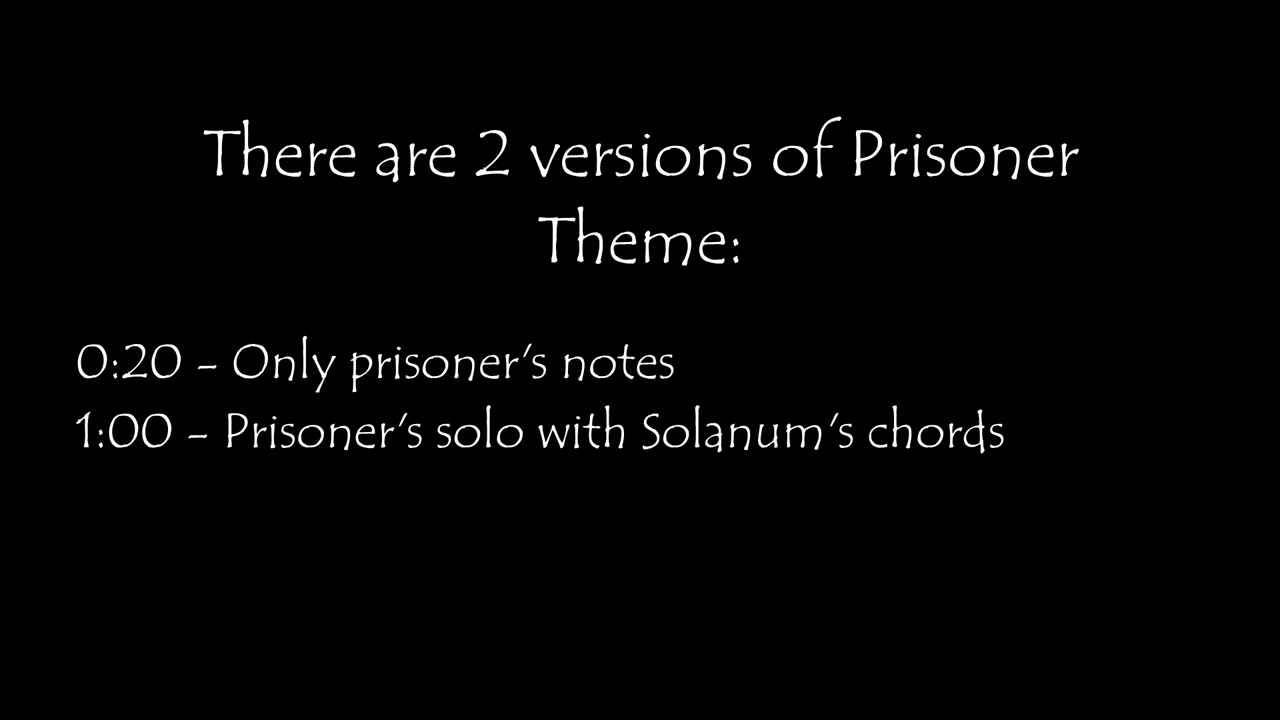 There are 2 versions of Prisoner
Theme:
0:20 - Only prisoner's notes
1:00 - Prisoner's solo with Solanum's chords